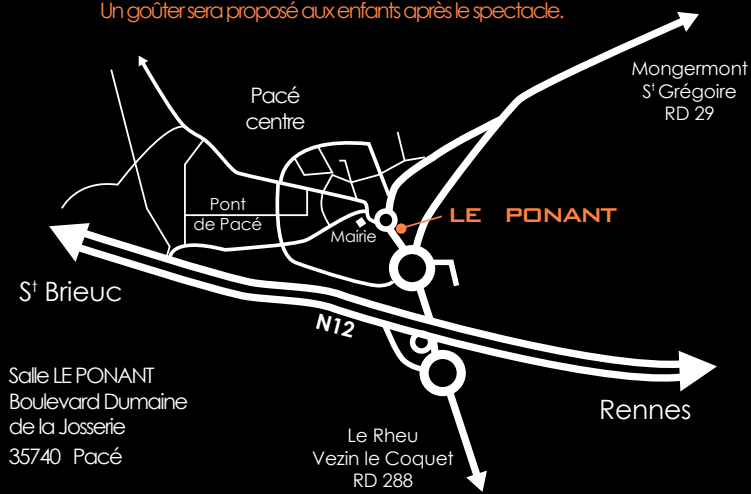 Un goûter sera proposé aux enfants après le spectacle.
Mongermont
Sᵗ Grégoire
RD 29
Pacé
centre
Pont
de Pacé
LE PONANT
Mairie
Sᵗ Brieuc
N12
Salle LE PONANT
Boulevard Dumaine
de la Josserie
35740 Pacé
Rennes
Le Rheu
Vezin le Coquet
RD 288